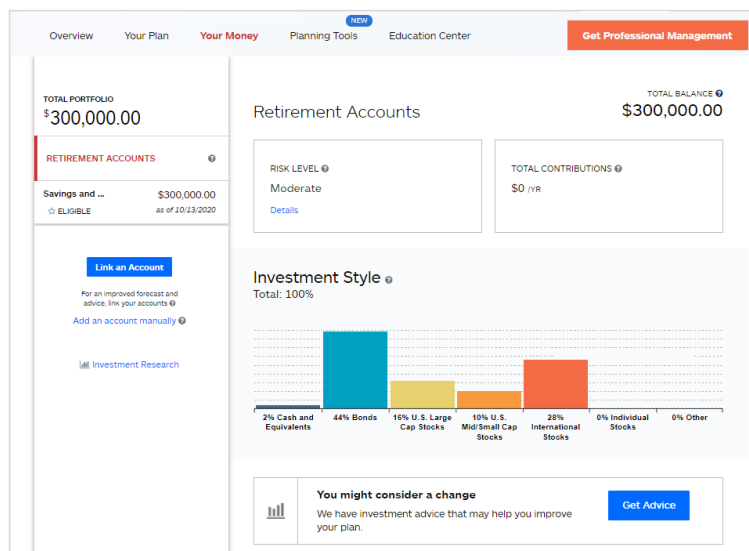 NEW
Overview
Your Plan
Your Money
Planning Tools
Education Center
Get Professional Management
TOTAL PORTFOLIO
$300,000.00
RETIREMENT ACCOUNTS
Savings and ...
$300,000.00
ELIGIBLE
as of 10/13/2020
Link an Account
For an improved forecast and
advice, link your accounts
Add an account manually
Investment Research
Retirement Accounts
TOTAL BALANCE
$300,000.00
RISK LEVEL
Moderate
Details
TOTAL CONTRIBUTIONS
$0 /YR
Investment Style
Total: 100%
2% Cash and
Equivalents
44% Bonds
16% U.S. Large
Cap Stocks
10% U.S.
Mid/Small Cap
Stocks
28%
International
Stocks
0% Individual
Stocks
0% Other
You might consider a change
We have investment advice that may help you improve
your plan.
Get Advice